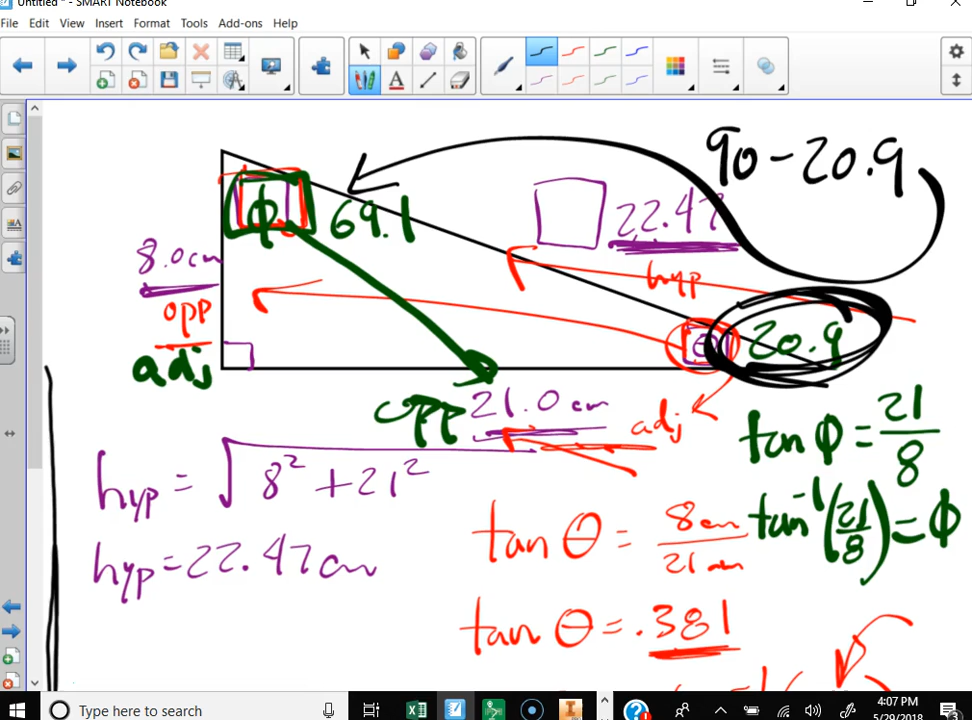 Untitled * - SMART Notebook
File Edit View Insert Format Tools Add-ons Help
90-20.9
ϕ 69.1
22.47
8.0cm
hyp
opp
θ 20.9
adj
opp 21.0 cm
adj
tan ϕ = 21/8
hyp = √8²+21²
tan θ = 8cm/21cm
tan⁻¹(21/8) = ϕ
hyp=22.47cm
tan θ = .381
Type here to search
4:07 PM
5/29/2018